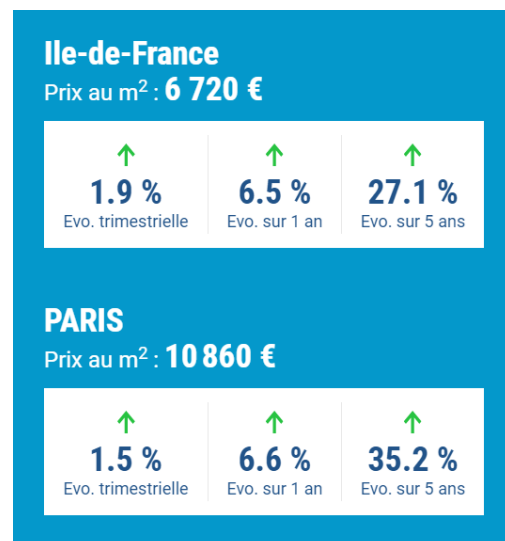 Ile-de-France
Prix au m² : 6 720 €
↑ ↑ ↑
1.9 % 6.5 % 27.1 %
Evo. trimestrielle Evo. sur 1 an Evo. sur 5 ans
PARIS
Prix au m² : 10 860 €
↑ ↑ ↑
1.5 % 6.6 % 35.2 %
Evo. trimestrielle Evo. sur 1 an Evo. sur 5 ans